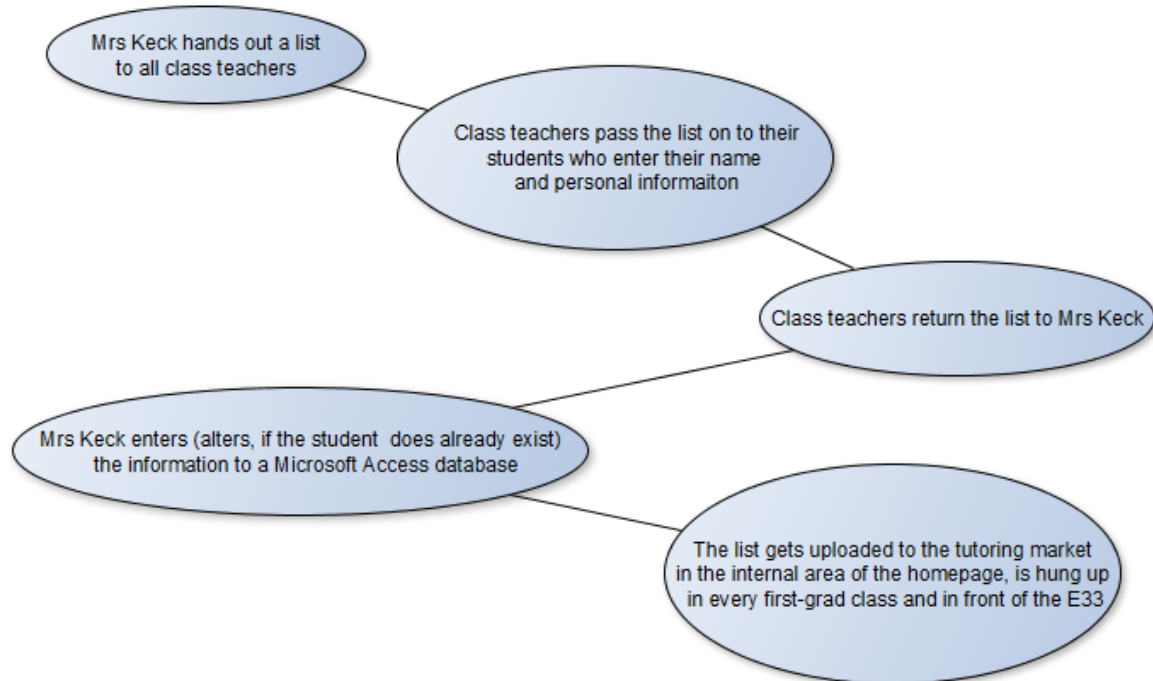 Mrs Keck hands out a list
to all class teachers
Class teachers pass the list on to their
students who enter their name
and personal informaiton
Class teachers return the list to Mrs Keck
Mrs Keck enters (alters, if the student does already exist)
the information to a Microsoft Access database
The list gets uploaded to the tutoring market
in the internal area of the homepage, is hung up
in every first-grad class and in front of the E33